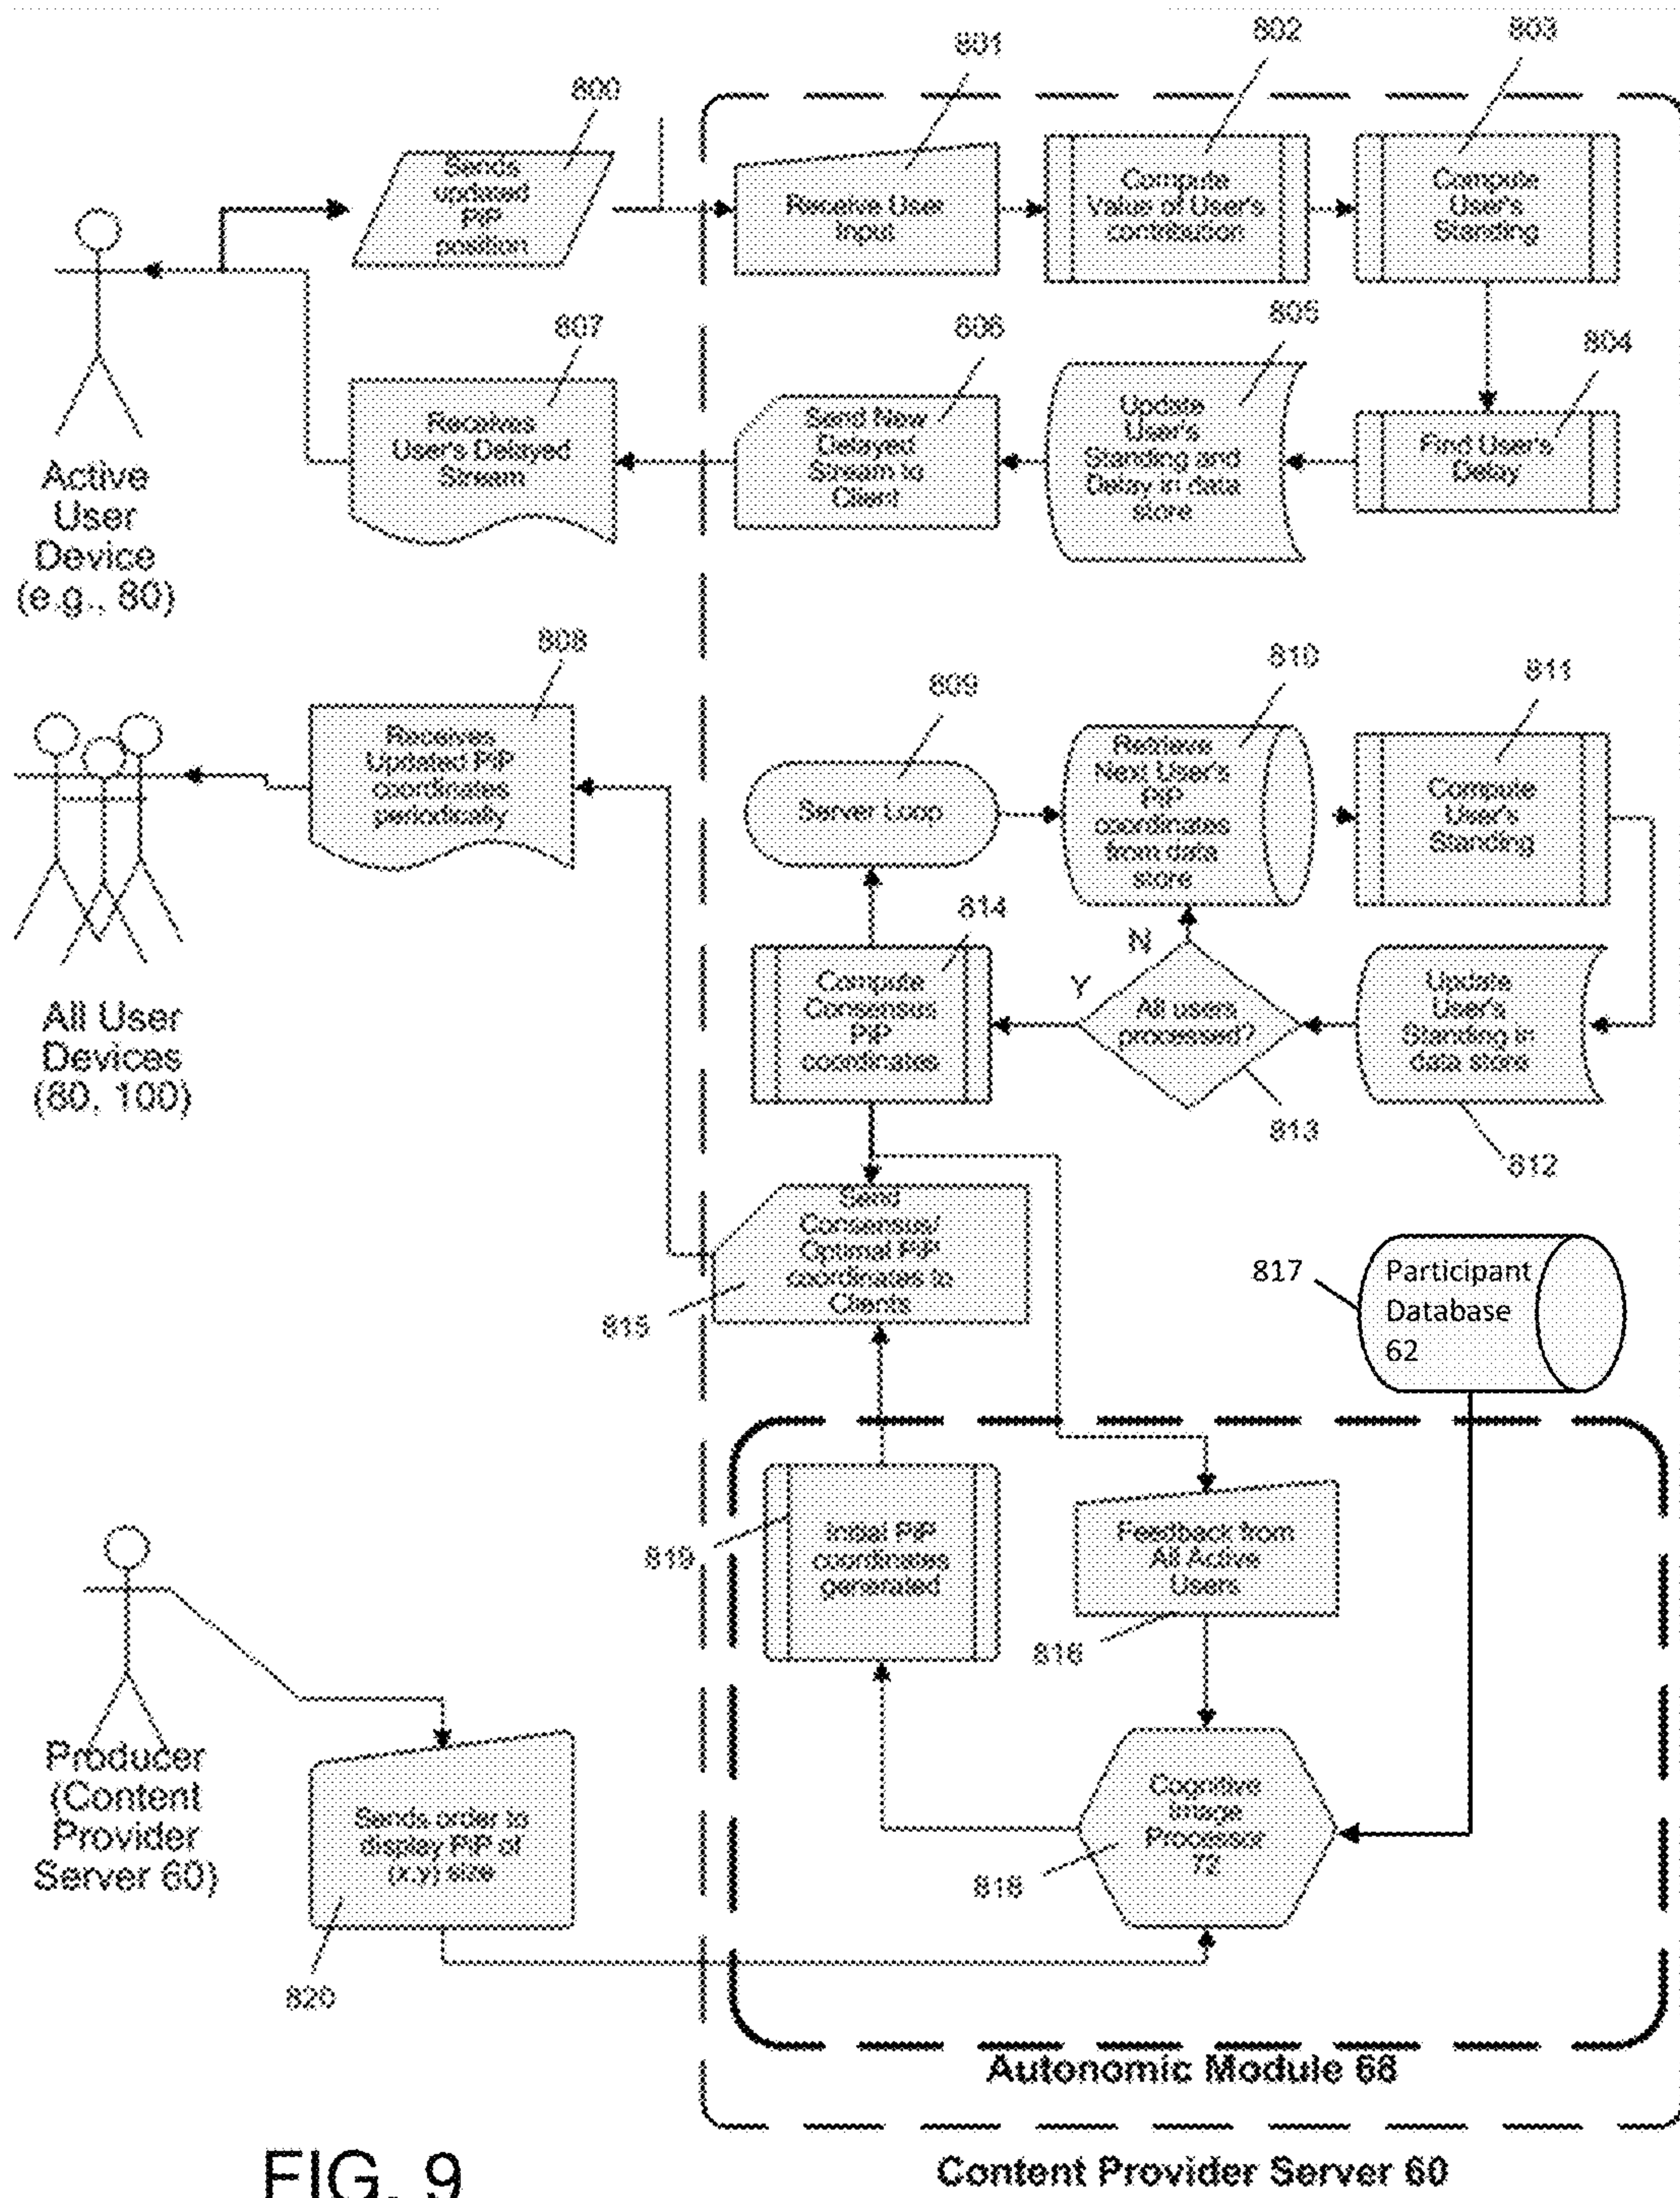 801
802
803
800
Sends
updated
PiP
position
Receive User
Input
Compute
Value of User's
contribution
Compute
User's
Standing
807
806
805
804
Receives
User's Delayed
Stream
Send New
Delayed
Stream to
Client
Update
User's
Standing and
Delay in data
store
Find User's
Delay
Active
User
Device
(e.g., 80)
808
809
810
811
Receives
Updated PiP
coordinates
periodically
Server Loop
Retrieve
Next User's
PiP
coordinates
from data
store
Compute
User's
Standing
814
N
Y
Compute
Consensus
PiP
coordinates
All users
processed?
Update
User's
Standing in
data store
All User
Devices
(80, 100)
813
812
Send
Consensus/
Optimal PiP
coordinates to
Clients
815
817
Participant
Database
62
819
Initial PiP
coordinates
generated
Feedback from
All Active
Users
816
Producer
(Content
Provider
Server 60)
Sends order to
display PiP of
(x,y) size
Cognitive
Image
Processor
72
818
820
Autonomic Module 66
FIG. 9
Content Provider Server 60